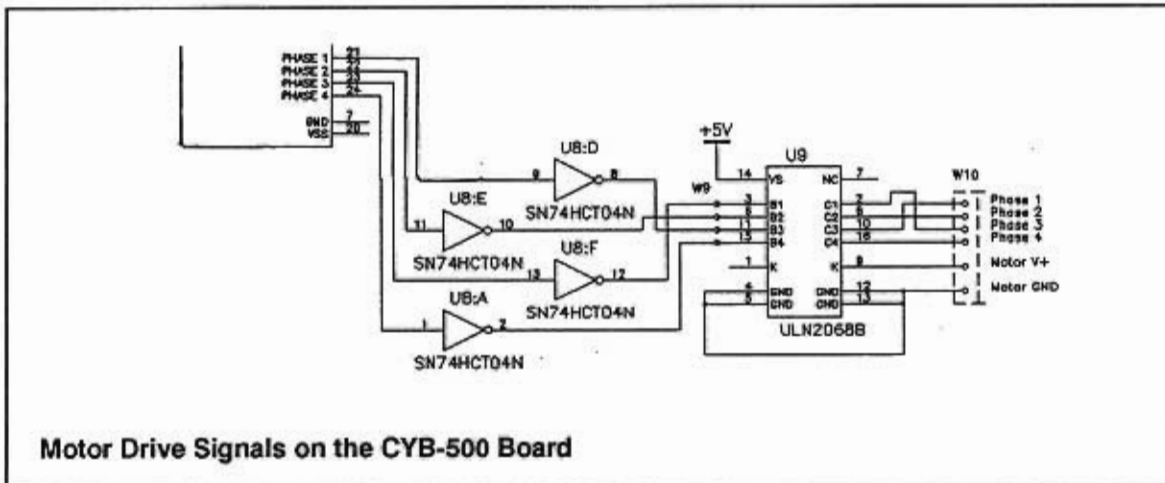 PHASE 1 21
PHASE 2 22
PHASE 3 23
PHASE 4 24
GND 7
VSS 20
U8:D
9 8
SN74HCT04N
U8:E
11 10
SN74HCT04N
U8:F
13 12
SN74HCT04N
U8:A
1 2
SN74HCT04N
+5V
U9
W9
W10
14 VS NC 7
3 B1 C1 2
6 B2 C2
11 B3 C3 10
15 B4 C4 16
1 K K
4 GND GND 12
5 GND GND 13
ULN2068B
Phase 1
Phase 2
Phase 3
Phase 4
Motor V+
Motor GND
Motor Drive Signals on the CYB-500 Board